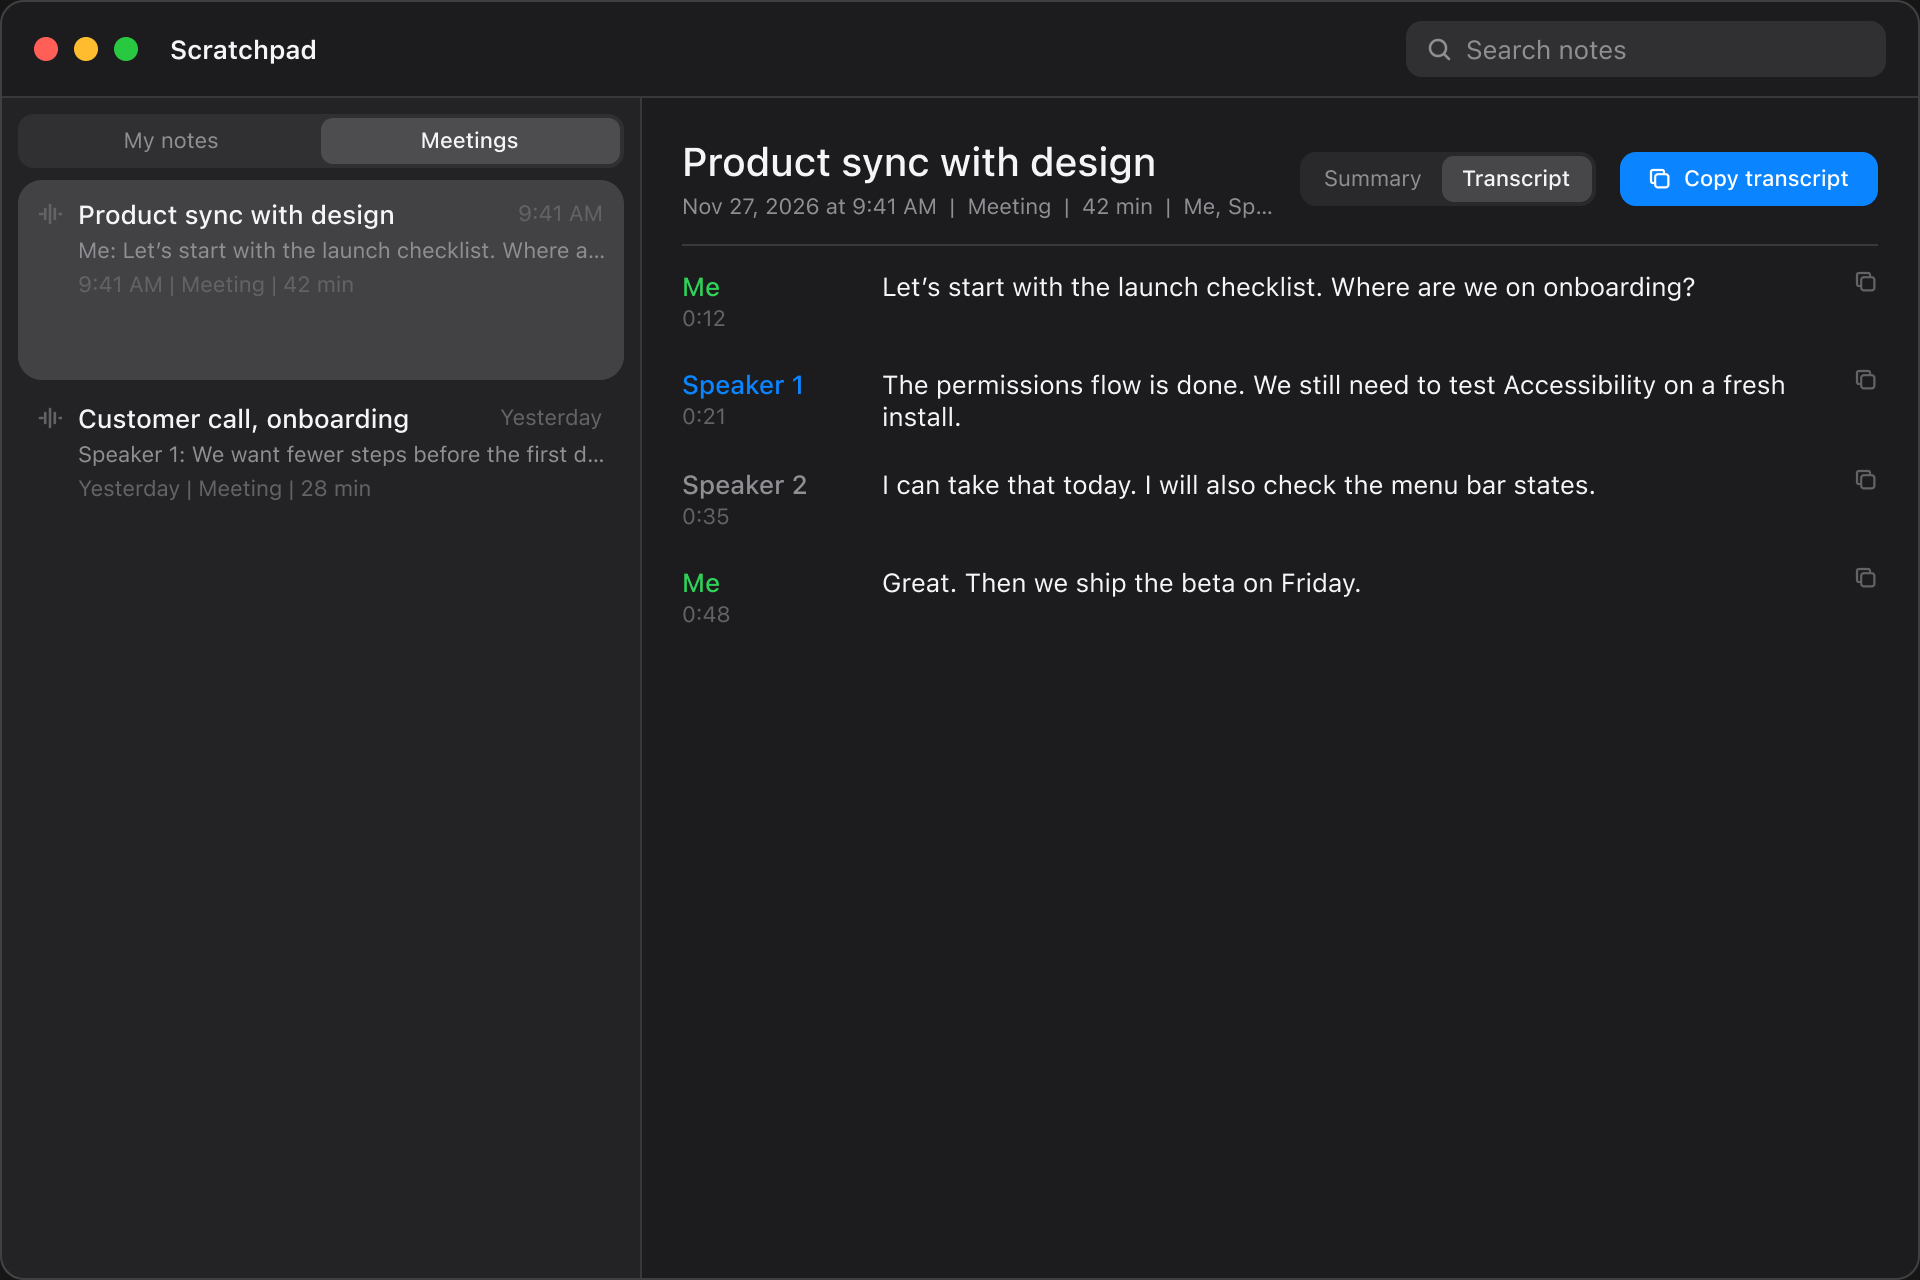 Scratchpad
Search notes
My notes
Meetings
Product sync with design
9:41 AM
Me: Let’s start with the launch checklist. Where a...
9:41 AM | Meeting | 42 min
Customer call, onboarding
Yesterday
Speaker 1: We want fewer steps before the first d...
Yesterday | Meeting | 28 min
Product sync with design
Nov 27, 2026 at 9:41 AM | Meeting | 42 min | Me, Sp...
Summary
Transcript
Copy transcript
Me
0:12
Let’s start with the launch checklist. Where are we on onboarding?
Speaker 1
0:21
The permissions flow is done. We still need to test Accessibility on a fresh
install.
Speaker 2
0:35
I can take that today. I will also check the menu bar states.
Me
0:48
Great. Then we ship the beta on Friday.